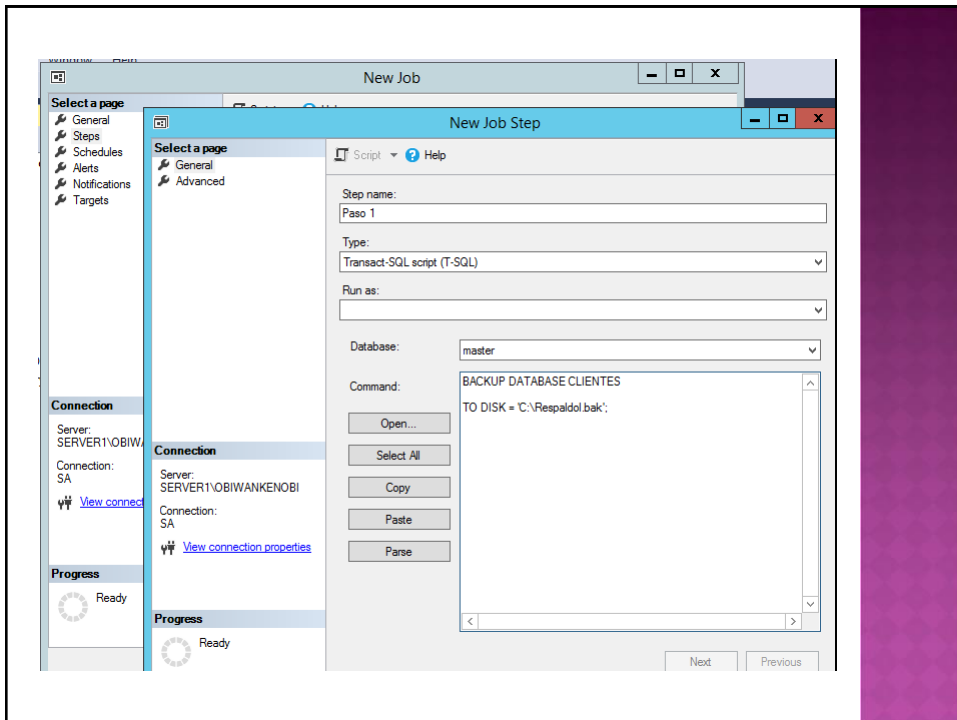 Window Help
New Job
Select a page
General
Steps
Schedules
Alerts
Notifications
Targets
Connection
Server:
SERVER1\OBIW
Connection:
SA
View connect
Progress
Ready
New Job Step
Select a page
General
Advanced
Connection
Server:
SERVER1\OBIWANKENOBI
Connection:
SA
View connection properties
Progress
Ready
Script Help
Step name:
Paso 1
Type:
Transact-SQL script (T-SQL)
Run as:
Database:
master
Command:
BACKUP DATABASE CLIENTES
TO DISK = 'C:\Respaldol.bak';
Open...
Select All
Copy
Paste
Parse
Next Previous